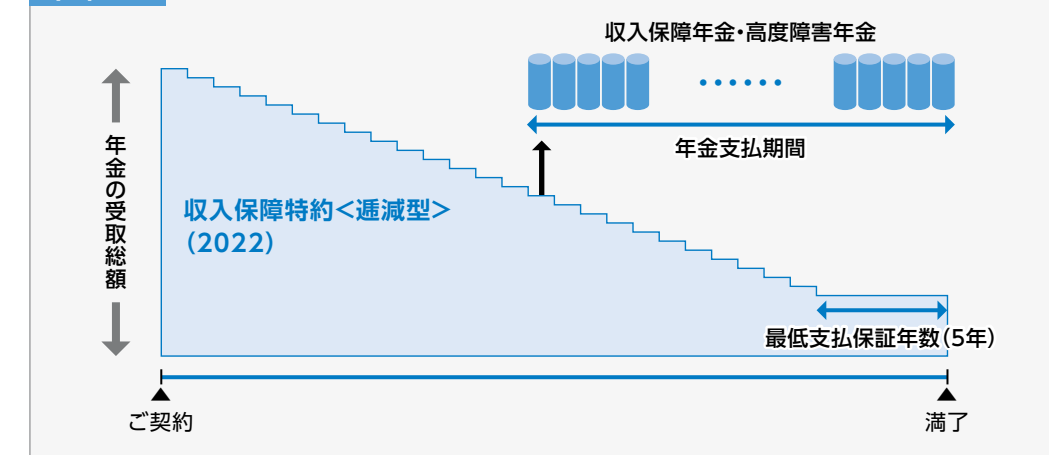 収入保障年金・高度障害年金
年金支払期間
年金の受取総額
収入保障特約<逓減型>
(2022)
最低支払保証年数(5年)
ご契約
満了